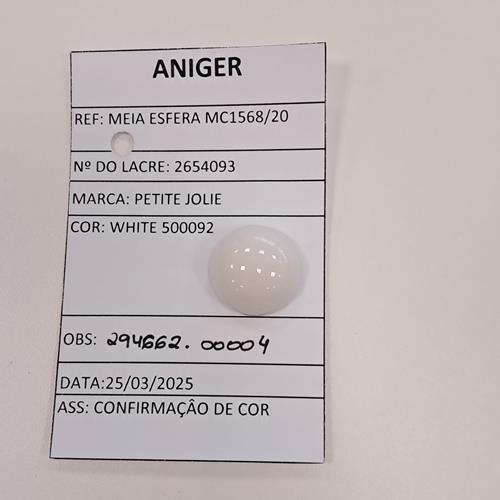 ANIGER
REF: MEIA ESFERA MC1568/20
Nº DO LACRE: 2654093
MARCA: PETITE JOLIE
COR: WHITE 500092
OBS: 294662.00004
DATA:25/03/2025
ASS: CONFIRMAÇÂO DE COR